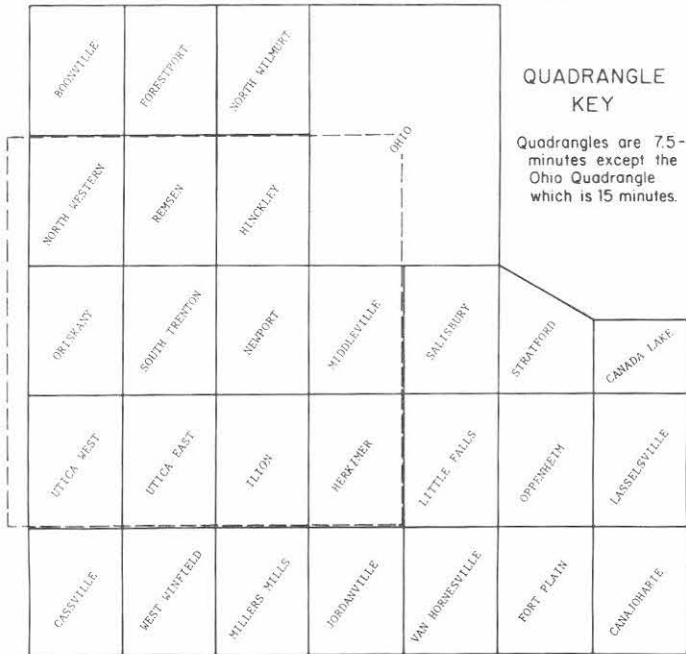 BOONVILLE
FORESTPORT
NORTH WILMURT
QUADRANGLE
KEY
Quadrangles are 7.5-
minutes except the
Ohio Quadrangle
which is 15 minutes.
OHIO
NORTH WESTERN
REMSEN
HINCKLEY
ORISKANY
SOUTH TRENTON
NEWPORT
MIDDLEVILLE
SALISBURY
STRATFORD
CANADA LAKE
UTICA WEST
UTICA EAST
ILION
HERKIMER
LITTLE FALLS
OPPENHEIM
LASSELSVILLE
CASSVILLE
WEST WINFIELD
MILLERS MILLS
JORDANVILLE
VAN HORNESVILLE
FORT PLAIN
CANAJOHARIE